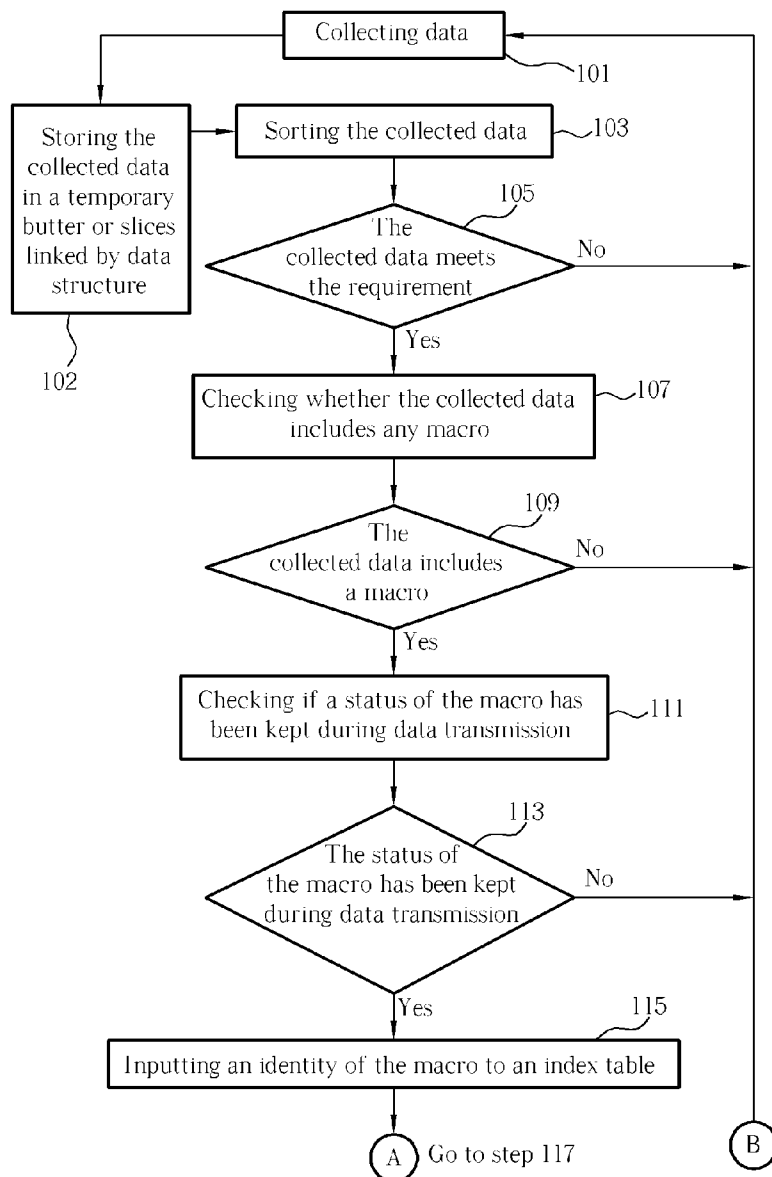 Collecting data
101
Storing the
collected data
in a temporary
butter or slices
linked by data
structure
102
Sorting the collected data
103
105
The
collected data meets
the requirement
No
Yes
Checking whether the collected data
includes any macro
107
109
The
collected data includes
a macro
No
Yes
Checking if a status of the macro has
been kept during data transmission
111
113
The status of
the macro has been kept
during data transmission
No
Yes
115
Inputting an identity of the macro to an index table
A
Go to step 117
B